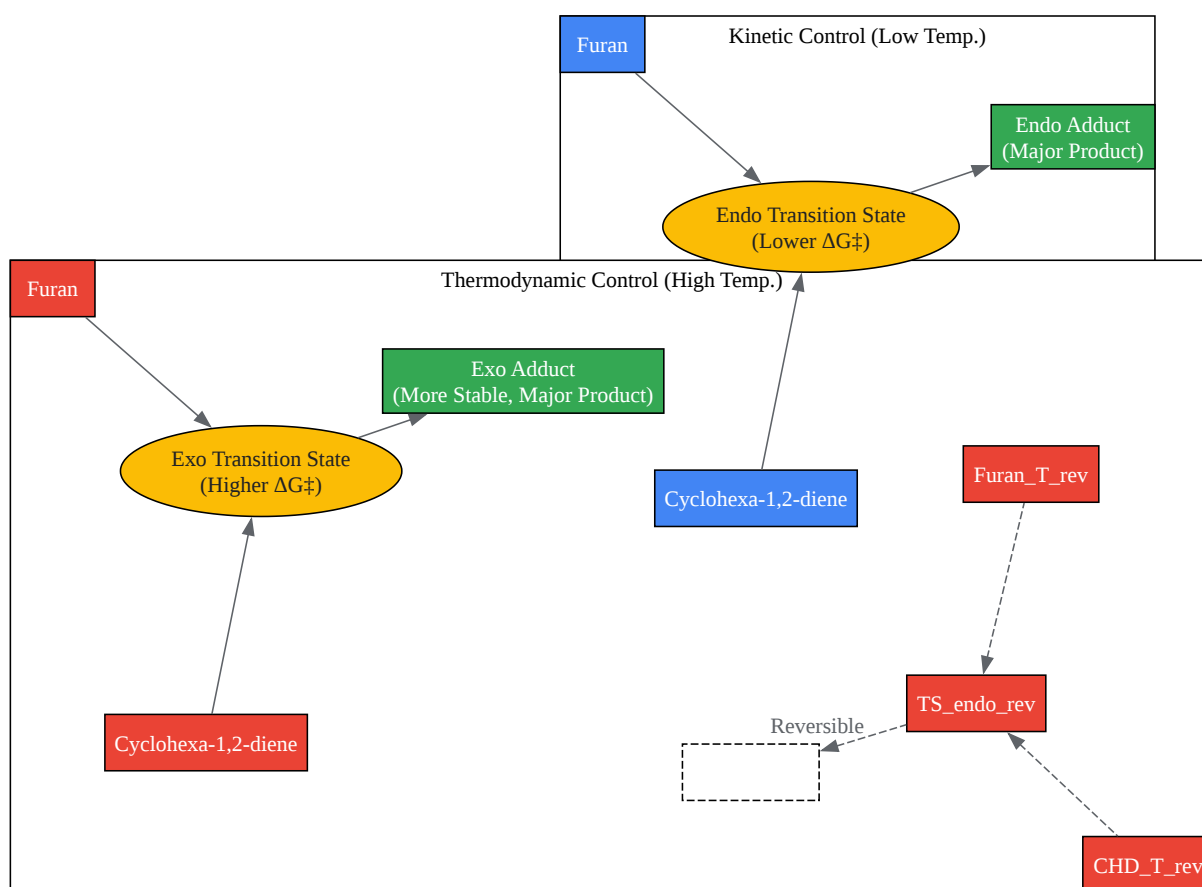 Kinetic Control (Low Temp.)
Furan
Endo Adduct
(Major Product)
Endo Transition State
(Lower ΔG‡)
Thermodynamic Control (High Temp.)
Furan
Exo Adduct
(More Stable, Major Product)
Exo Transition State
(Higher ΔG‡)
Cyclohexa-1,2-diene
Furan_T_rev
TS_endo_rev
Reversible
Cyclohexa-1,2-diene
CHD_T_rev